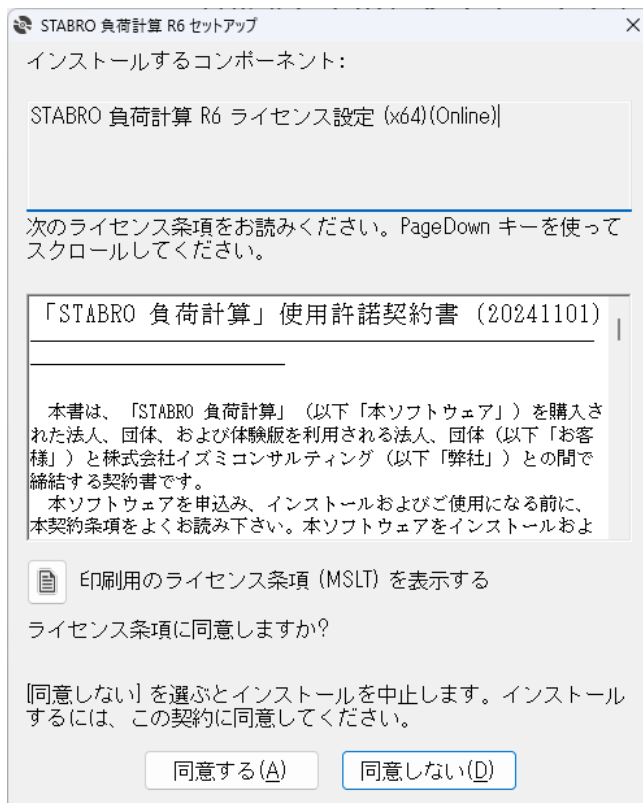 STABRO 負荷計算 R6 セットアップ
インストールするコンポーネント:
STABRO 負荷計算 R6 ライセンス設定 (x64)(Online)
次のライセンス条項をお読みください。PageDown キーを使って
スクロールしてください。
「STABRO 負荷計算」使用許諾契約書 (20241101)
本書は、「STABRO 負荷計算」（以下「本ソフトウェア」）を購入さ
れた法人、団体、および体験版を利用される法人、団体（以下「お客
様」）と株式会社イズミコンサルティング（以下「弊社」）との間で
締結する契約書です。
本ソフトウェアを申込み、インストールおよびご使用になる前に、
本契約条項をよくお読み下さい。本ソフトウェアをインストールおよ
印刷用のライセンス条項 (MSLT) を表示する
ライセンス条項に同意しますか?
[同意しない] を選ぶとインストールを中止します。インストール
するには、この契約に同意してください。
同意する(A)
同意しない(D)